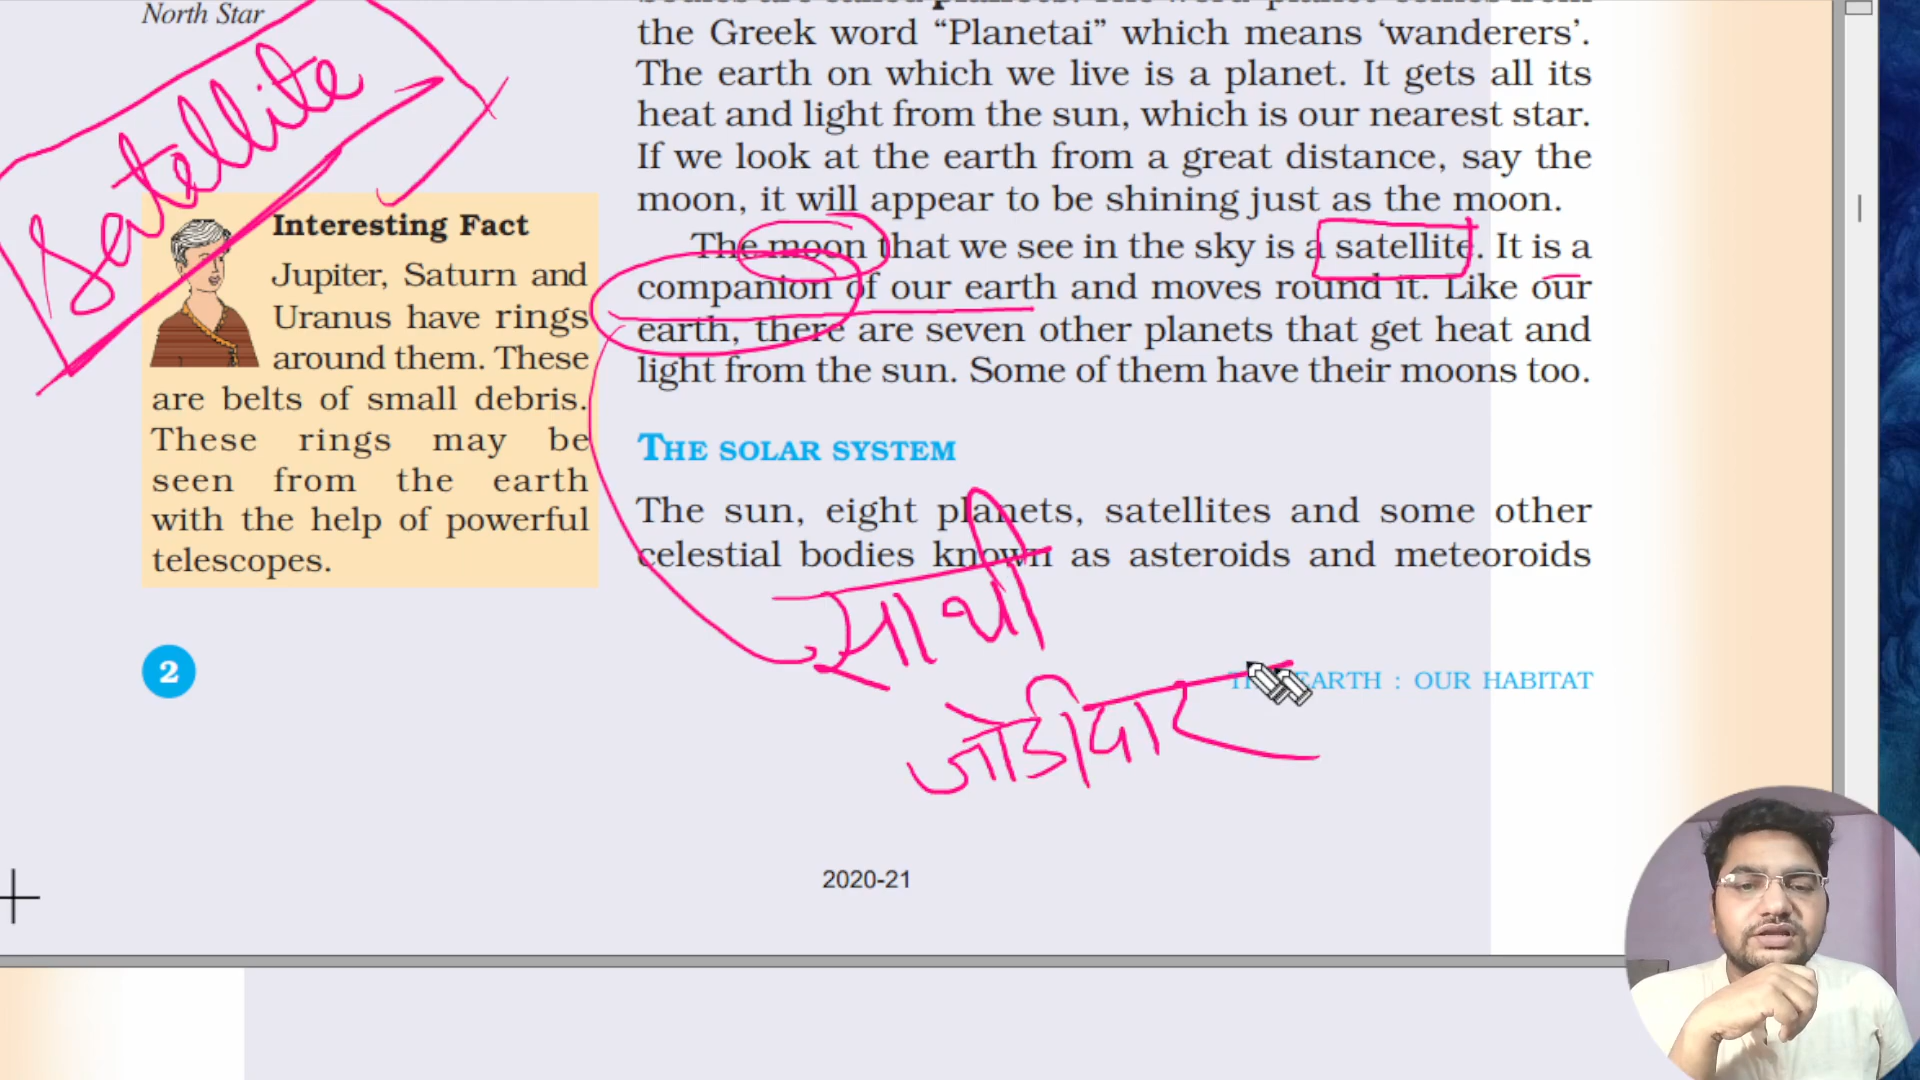 North Star
Satellite
Interesting Fact
Jupiter, Saturn and
Uranus have rings
around them. These
are belts of small debris.
These rings may be
seen from the earth
with the help of powerful
telescopes.
2
the Greek word “Planetai” which means ‘wanderers’.
The earth on which we live is a planet. It gets all its
heat and light from the sun, which is our nearest star.
If we look at the earth from a great distance, say the
moon, it will appear to be shining just as the moon.
The moon that we see in the sky is a satellite. It is a
companion of our earth and moves round it. Like our
earth, there are seven other planets that get heat and
light from the sun. Some of them have their moons too.
THE SOLAR SYSTEM
The sun, eight planets, satellites and some other
celestial bodies known as asteroids and meteoroids
साथी
जोडीदार
EARTH : OUR HABITAT
2020-21